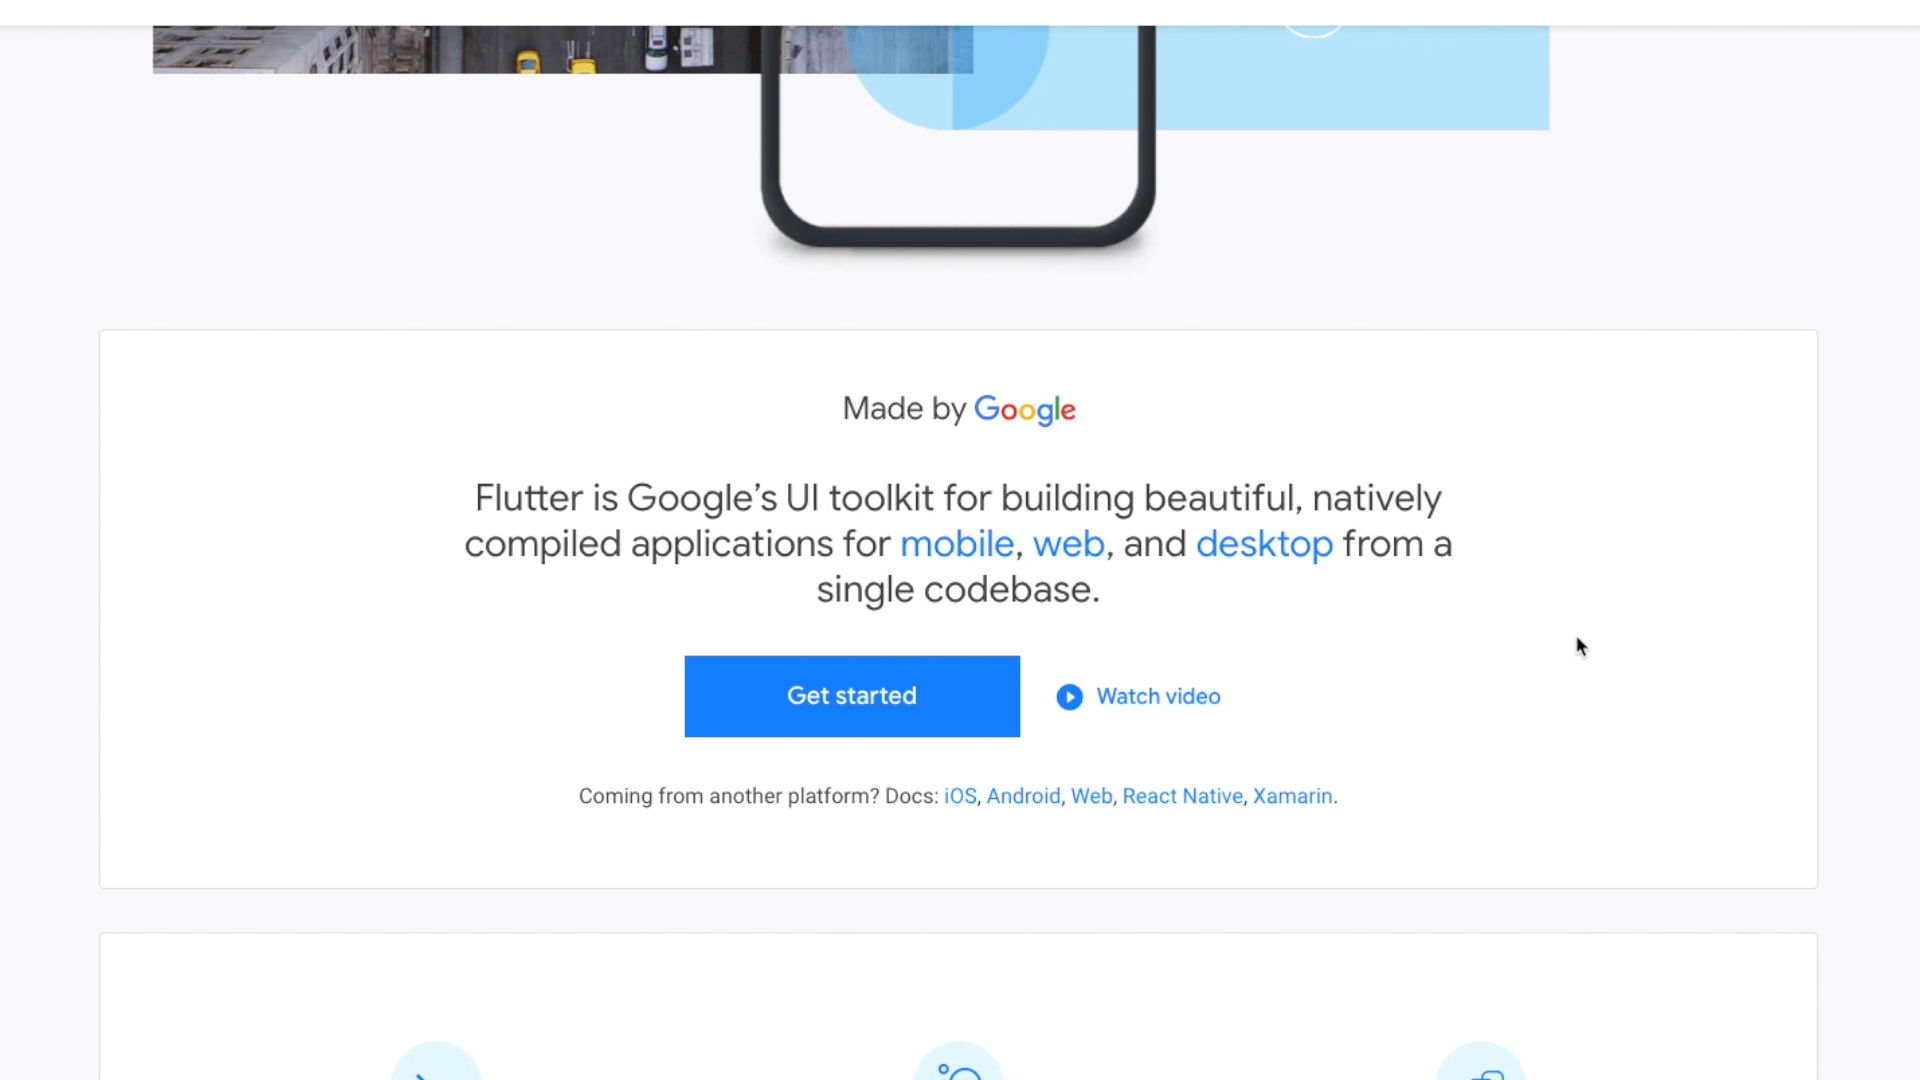 Made by Google
Flutter is Google’s UI toolkit for building beautiful, natively
compiled applications for mobile, web, and desktop from a
single codebase.
Get started
Watch video
Coming from another platform? Docs: iOS, Android, Web, React Native, Xamarin.